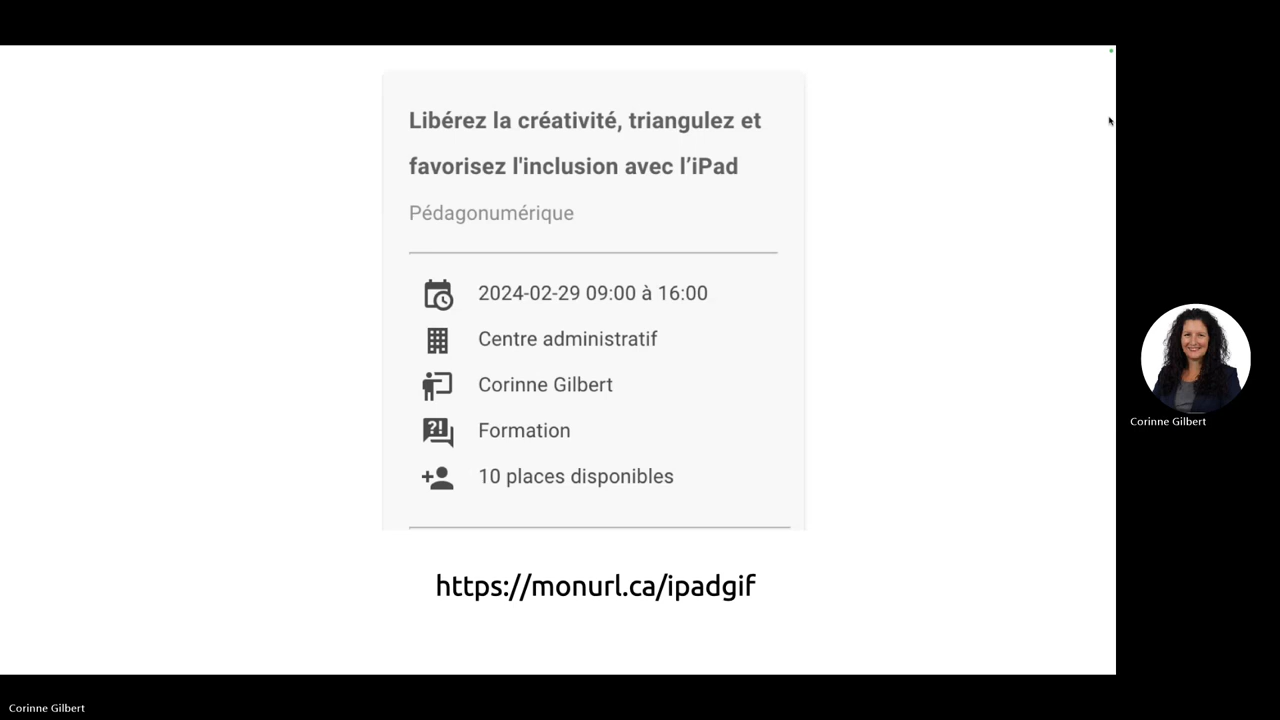 Libérez la créativité, triangulez et
favorisez l'inclusion avec l’iPad
Pédagonumérique
2024-02-29 09:00 à 16:00
Centre administratif
Corinne Gilbert
?! Formation
10 places disponibles
https://monurl.ca/ipadgif
Corinne Gilbert
Corinne Gilbert